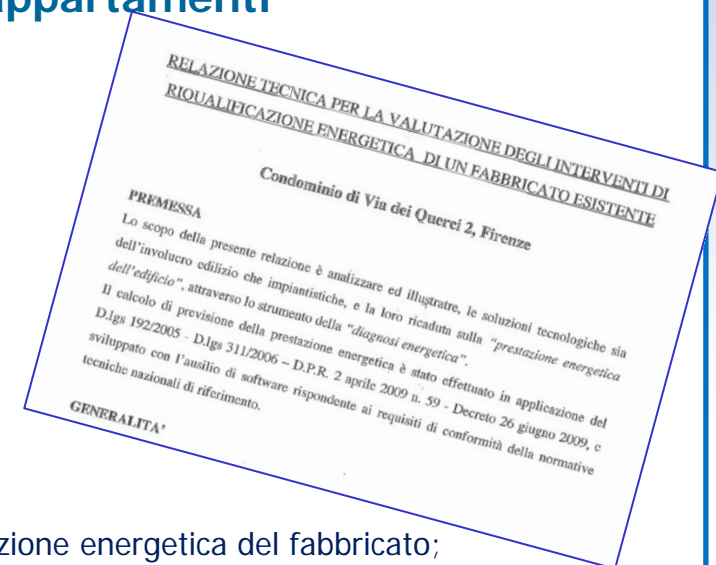 appartamenti
RELAZIONE TECNICA PER LA VALUTAZIONE DEGLI INTERVENTI DI
RIQUALIFICAZIONE ENERGETICA DI UN FABBRICATO ESISTENTE
Condominio di Via dei Querci 2, Firenze
PREMESSA
Lo scopo della presente relazione è analizzare ed illustratre, le soluzioni tecnologiche sia
dell'involucro edilizio che impiantistiche, e la loro ricaduta sulla "prestazione energetica
dell'edificio", attraverso lo strumento della "diagnosi energetica".
Il calcolo di previsione della prestazione energetica è stato effettuato in applicazione del
D.lgs 192/2005 - D.lgs 311/2006 – D.P.R. 2 aprile 2009 n. 59 - Decreto 26 giugno 2009, e
sviluppato con l'ausilio di software rispondente ai requisiti di conformità della normative
tecniche nazionali di riferimento.
GENERALITA'
zione energetica del fabbricato;